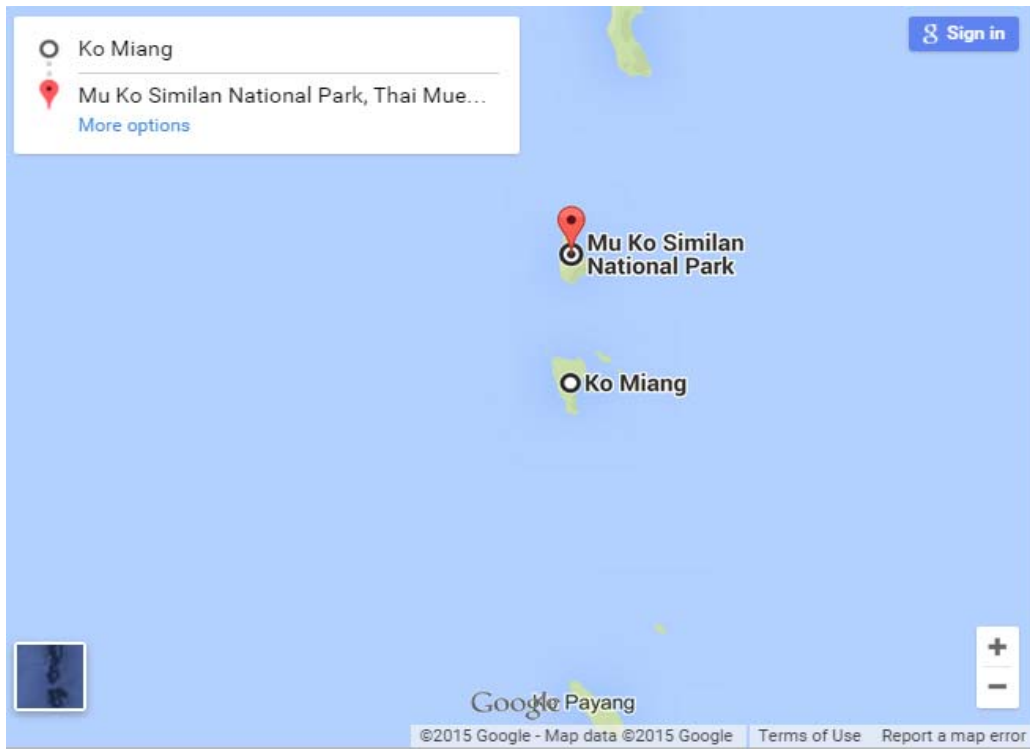 Ko Miang
Mu Ko Similan National Park, Thai Mue...
More options
8 Sign in
Mu Ko Similan
National Park
Ko Miang
Google
Payang
©2015 Google - Map data ©2015 Google
Terms of Use
Report a map error